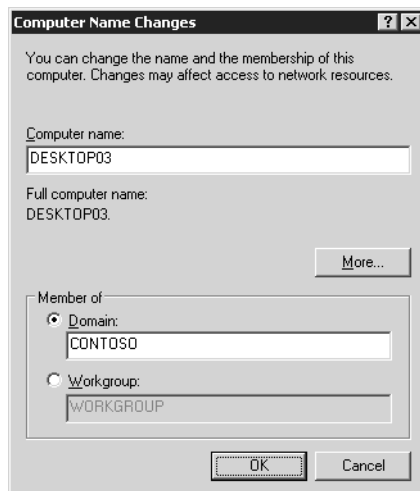 Computer Name Changes
You can change the name and the membership of this
computer. Changes may affect access to network resources.
Computer name:
DESKTOP03
Full computer name:
DESKTOP03.
More...
Member of
Domain:
CONTOSO
Workgroup:
WORKGROUP
OK
Cancel